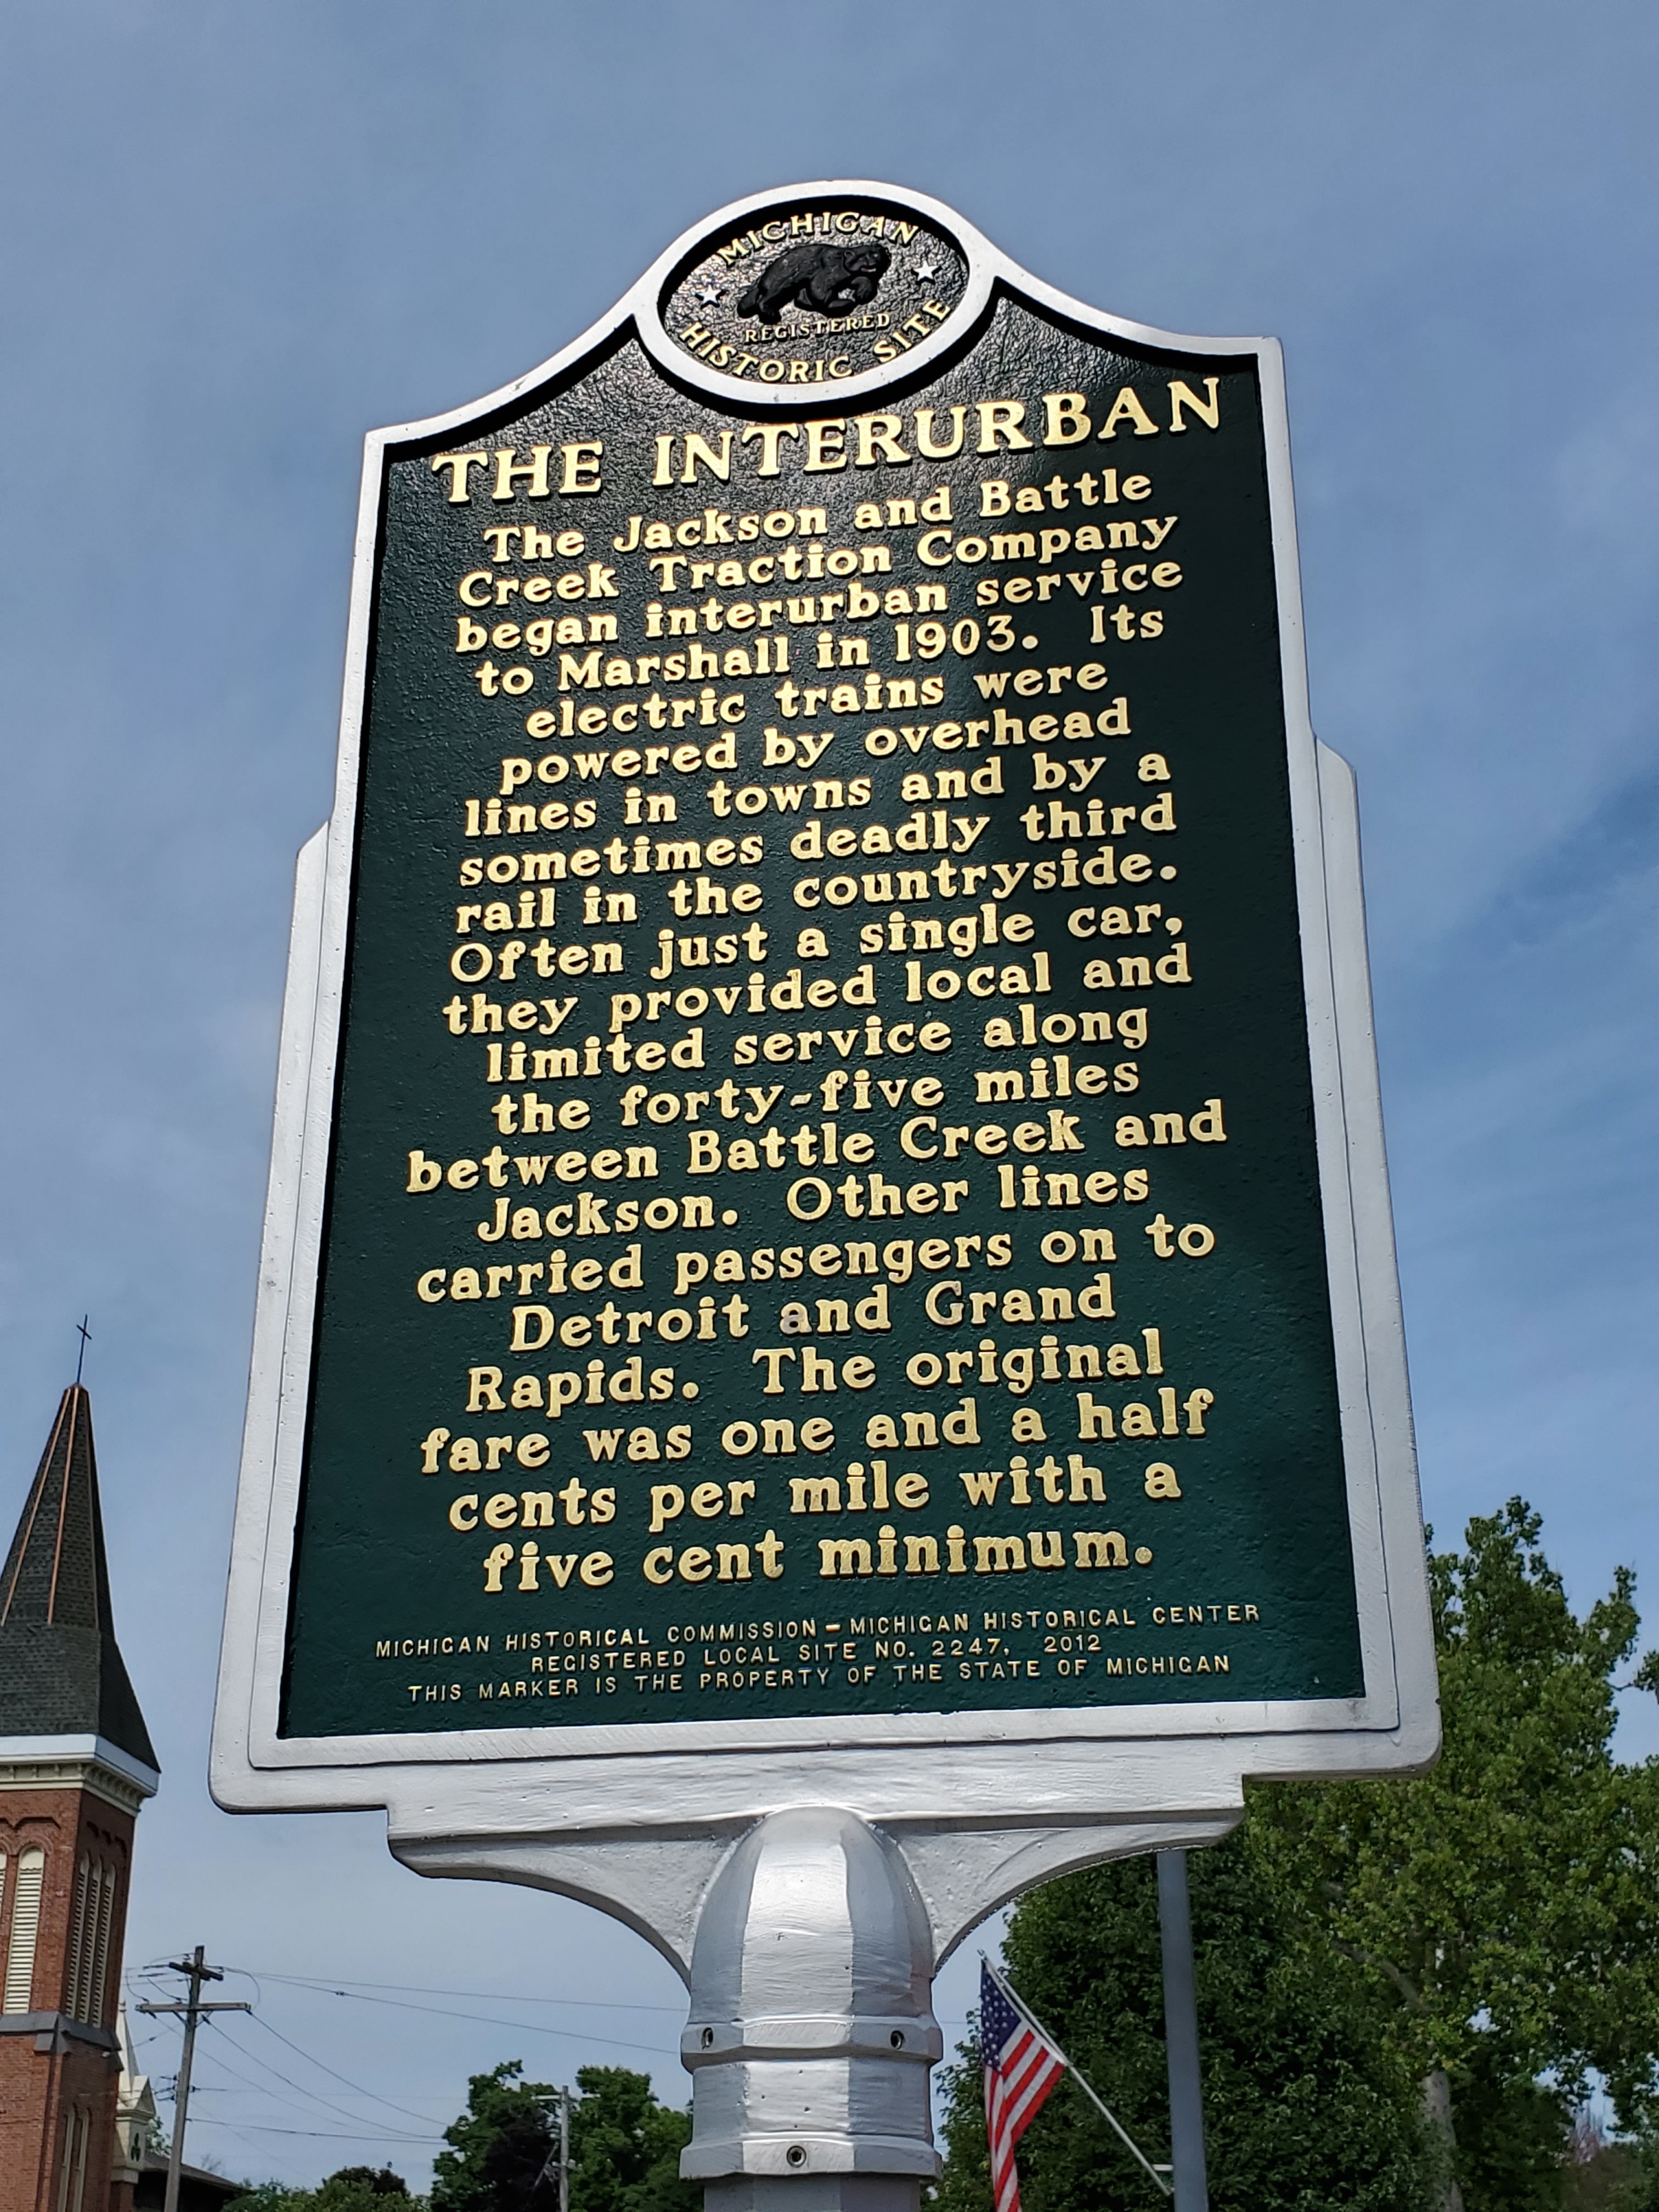 MICHIGAN
REGISTERED
HISTORIC SITE
THE INTERURBAN
The Jackson and Battle
Creek Traction Company
began interurban service
to Marshall in 1903. Its
electric trains were
powered by overhead
lines in towns and by a
sometimes deadly third
rail in the countryside.
Often just a single car,
they provided local and
limited service along
the forty-five miles
between Battle Creek and
Jackson. Other lines
carried passengers on to
Detroit and Grand
Rapids. The original
fare was one and a half
cents per mile with a
five cent minimum.
MICHIGAN HISTORICAL COMMISSION – MICHIGAN HISTORICAL CENTER
REGISTERED LOCAL SITE NO. 2247, 2012
THIS MARKER IS THE PROPERTY OF THE STATE OF MICHIGAN